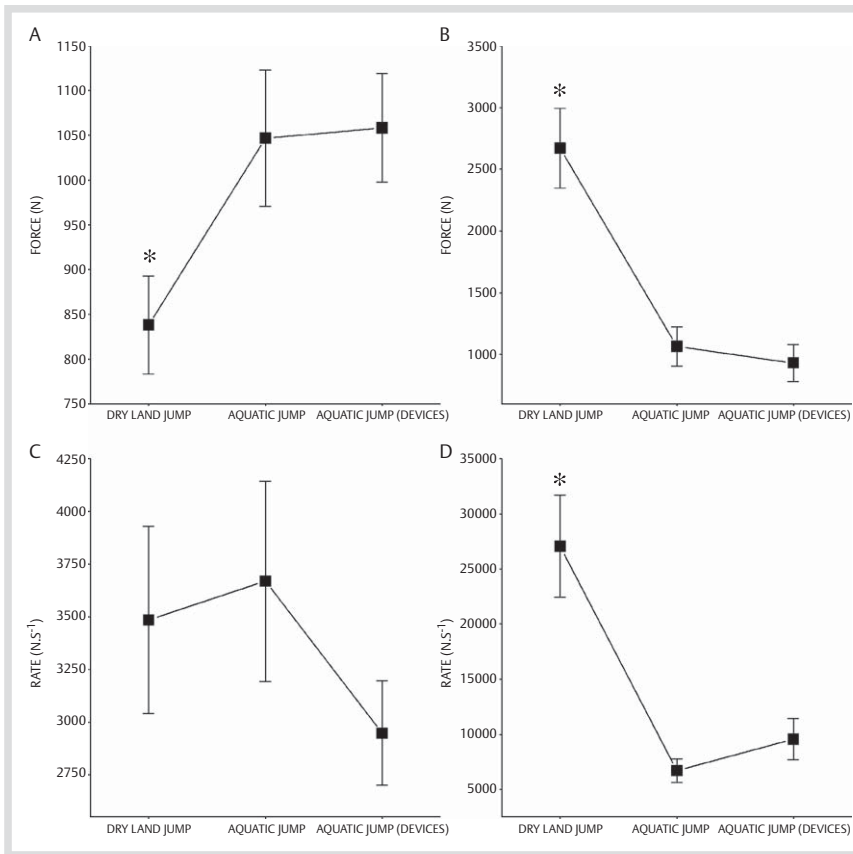 A
1150
1100
1050
1000
950
900
850
800
750
FORCE (N)
*
DRY LAND JUMP AQUATIC JUMP AQUATIC JUMP (DEVICES)
B
3500
3000
2500
2000
1500
1000
FORCE (N)
*
DRY LAND JUMP AQUATIC JUMP AQUATIC JUMP (DEVICES)
C
4250
4000
3750
3500
3250
3000
2750
RATE (N.S-1)
DRY LAND JUMP AQUATIC JUMP AQUATIC JUMP (DEVICES)
D
35000
30000
25000
20000
15000
10000
5000
RATE (N.S-1)
*
DRY LAND JUMP AQUATIC JUMP AQUATIC JUMP (DEVICES)